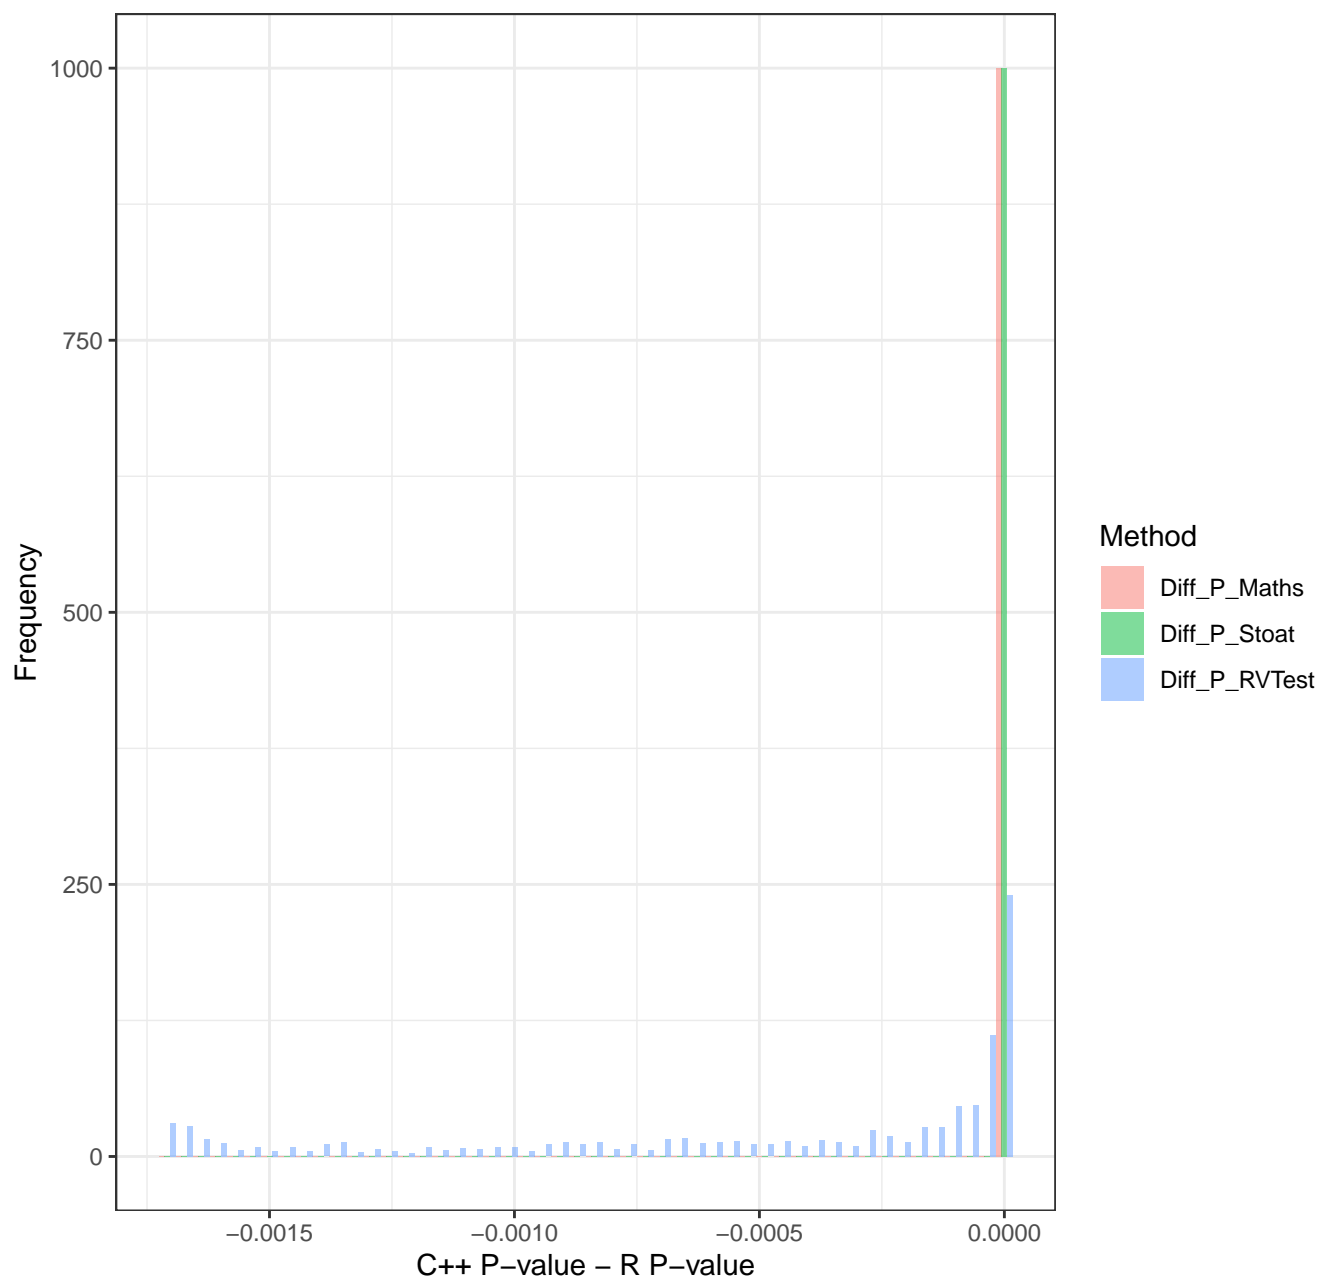 1000
750
500
250
0
Frequency
−0.0015
−0.0010
−0.0005
0.0000
C++ P−value − R P−value
Method
Diff_P_Maths
Diff_P_Stoat
Diff_P_RVTest